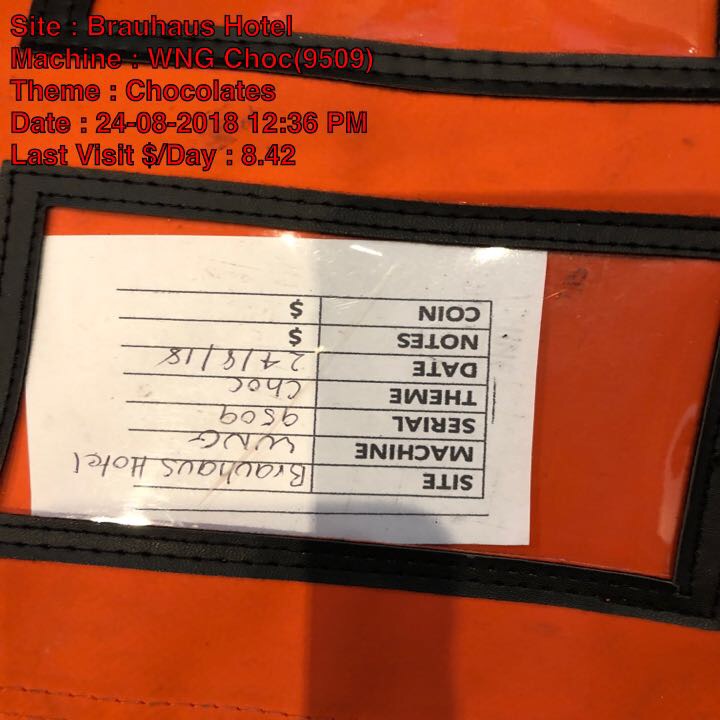 Site : Brauhaus Hotel
Machine : WNG Choc(9509)
Theme : Chocolates
Date : 24-08-2018 12:36 PM
Last Visit $/Day : 8.42
SITE Brauhaus Hotel
MACHINE WNG
SERIAL 9509
THEME Choc
DATE 24/8/18
NOTES $
COIN $